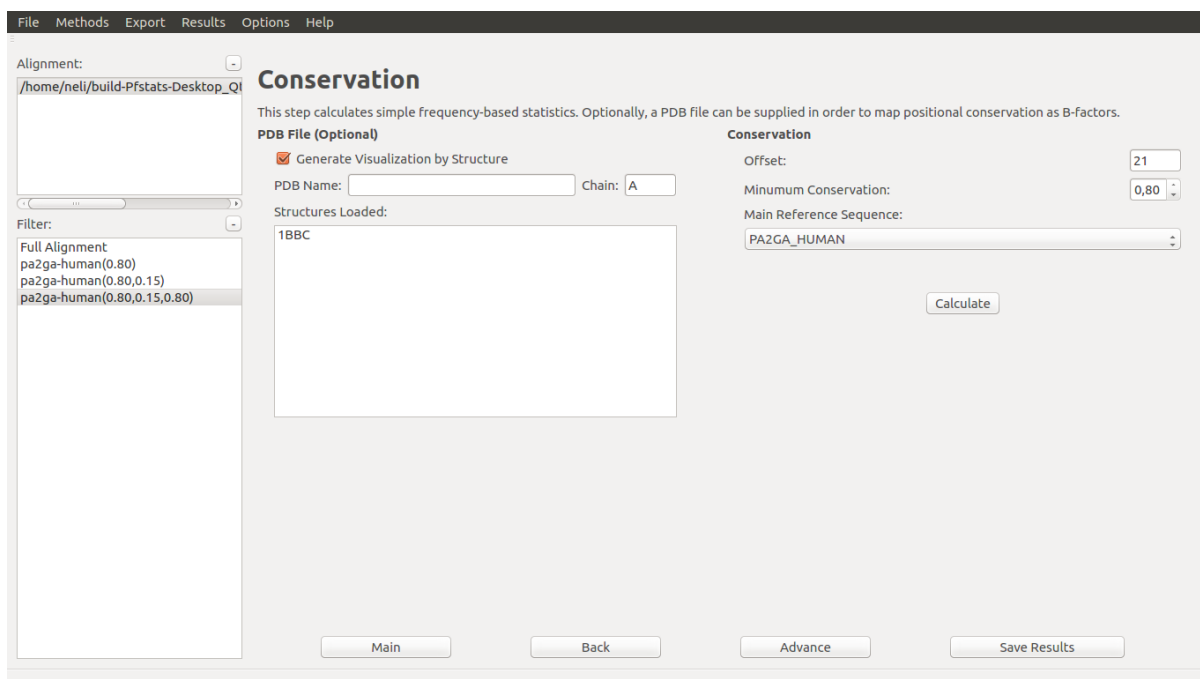 File Methods Export Results Options Help
Alignment: -
/home/neli/build-Pfstats-Desktop_Qt
Filter: -
Full Alignment
pa2ga-human(0.80)
pa2ga-human(0.80,0.15)
pa2ga-human(0.80,0.15,0.80)
Conservation
This step calculates simple frequency-based statistics. Optionally, a PDB file can be supplied in order to map positional conservation as B-factors.
PDB File (Optional)
Generate Visualization by Structure
PDB Name: Chain: A
Structures Loaded:
1BBC
Conservation
Offset: 21
Minumum Conservation: 0,80
Main Reference Sequence:
PA2GA_HUMAN
Calculate
Main Back Advance Save Results